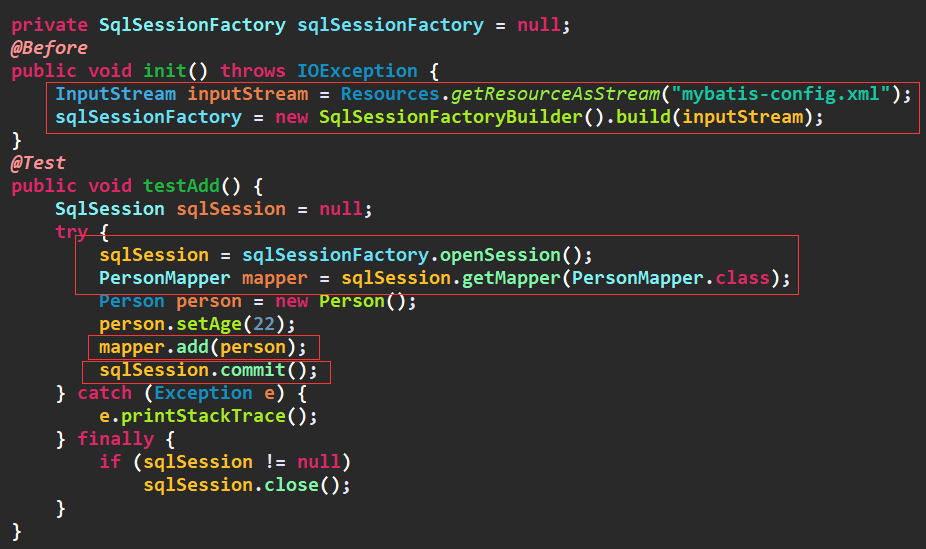 private SqlSessionFactory sqlSessionFactory = null;
@Before
public void init() throws IOException {
    InputStream inputStream = Resources.getResourceAsStream("mybatis-config.xml");
    sqlSessionFactory = new SqlSessionFactoryBuilder().build(inputStream);
}
@Test
public void testAdd() {
    SqlSession sqlSession = null;
    try {
        sqlSession = sqlSessionFactory.openSession();
        PersonMapper mapper = sqlSession.getMapper(PersonMapper.class);
        Person person = new Person();
        person.setAge(22);
        mapper.add(person);
        sqlSession.commit();
    } catch (Exception e) {
        e.printStackTrace();
    } finally {
        if (sqlSession != null)
            sqlSession.close();
    }
}